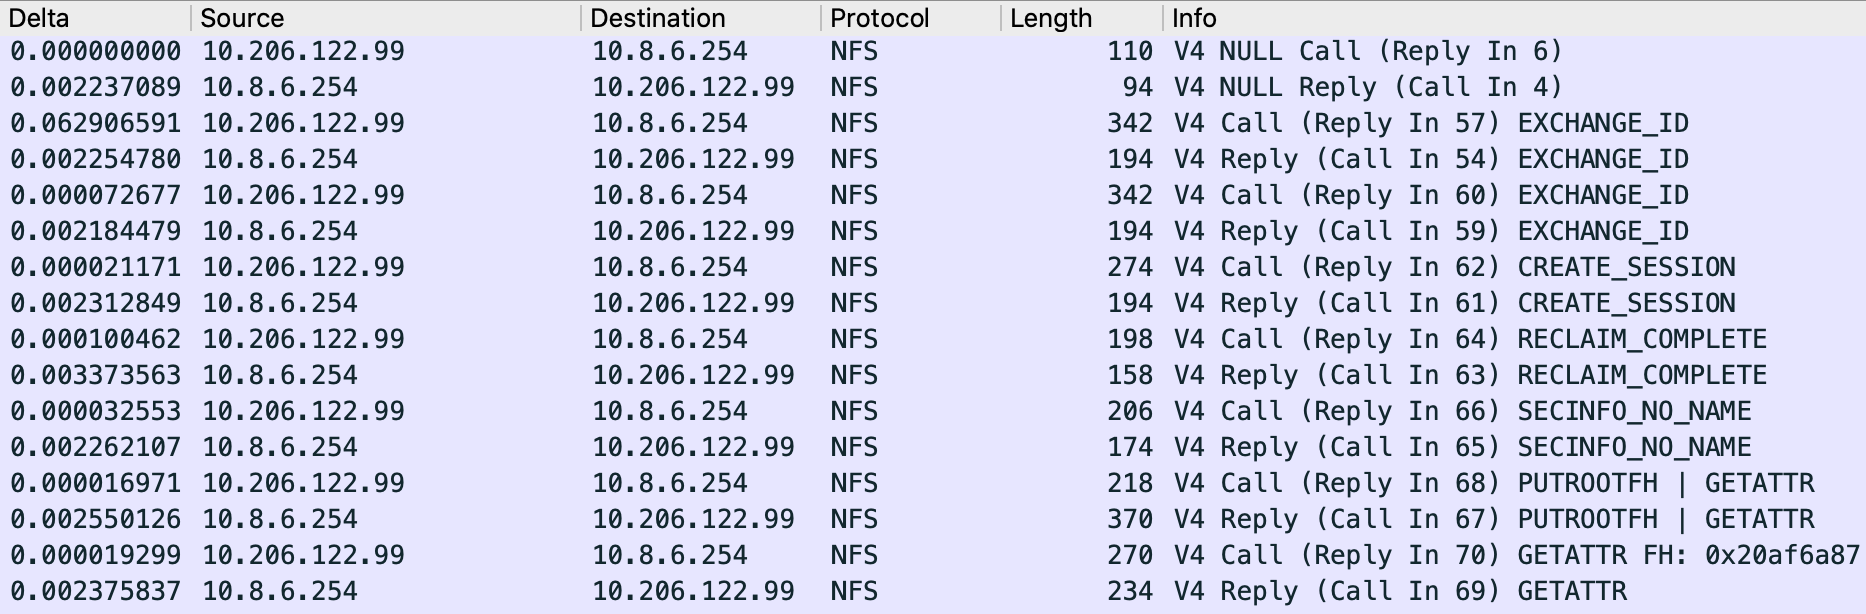 Delta Source Destination Protocol Length Info
0.000000000 10.206.122.99 10.8.6.254 NFS 110 V4 NULL Call (Reply In 6)
0.002237089 10.8.6.254 10.206.122.99 NFS 94 V4 NULL Reply (Call In 4)
0.062906591 10.206.122.99 10.8.6.254 NFS 342 V4 Call (Reply In 57) EXCHANGE_ID
0.002254780 10.8.6.254 10.206.122.99 NFS 194 V4 Reply (Call In 54) EXCHANGE_ID
0.000072677 10.206.122.99 10.8.6.254 NFS 342 V4 Call (Reply In 60) EXCHANGE_ID
0.002184479 10.8.6.254 10.206.122.99 NFS 194 V4 Reply (Call In 59) EXCHANGE_ID
0.000021171 10.206.122.99 10.8.6.254 NFS 274 V4 Call (Reply In 62) CREATE_SESSION
0.002312849 10.8.6.254 10.206.122.99 NFS 194 V4 Reply (Call In 61) CREATE_SESSION
0.000100462 10.206.122.99 10.8.6.254 NFS 198 V4 Call (Reply In 64) RECLAIM_COMPLETE
0.003373563 10.8.6.254 10.206.122.99 NFS 158 V4 Reply (Call In 63) RECLAIM_COMPLETE
0.000032553 10.206.122.99 10.8.6.254 NFS 206 V4 Call (Reply In 66) SECINFO_NO_NAME
0.002262107 10.8.6.254 10.206.122.99 NFS 174 V4 Reply (Call In 65) SECINFO_NO_NAME
0.000016971 10.206.122.99 10.8.6.254 NFS 218 V4 Call (Reply In 68) PUTROOTFH | GETATTR
0.002550126 10.8.6.254 10.206.122.99 NFS 370 V4 Reply (Call In 67) PUTROOTFH | GETATTR
0.000019299 10.206.122.99 10.8.6.254 NFS 270 V4 Call (Reply In 70) GETATTR FH: 0x20af6a87
0.002375837 10.8.6.254 10.206.122.99 NFS 234 V4 Reply (Call In 69) GETATTR